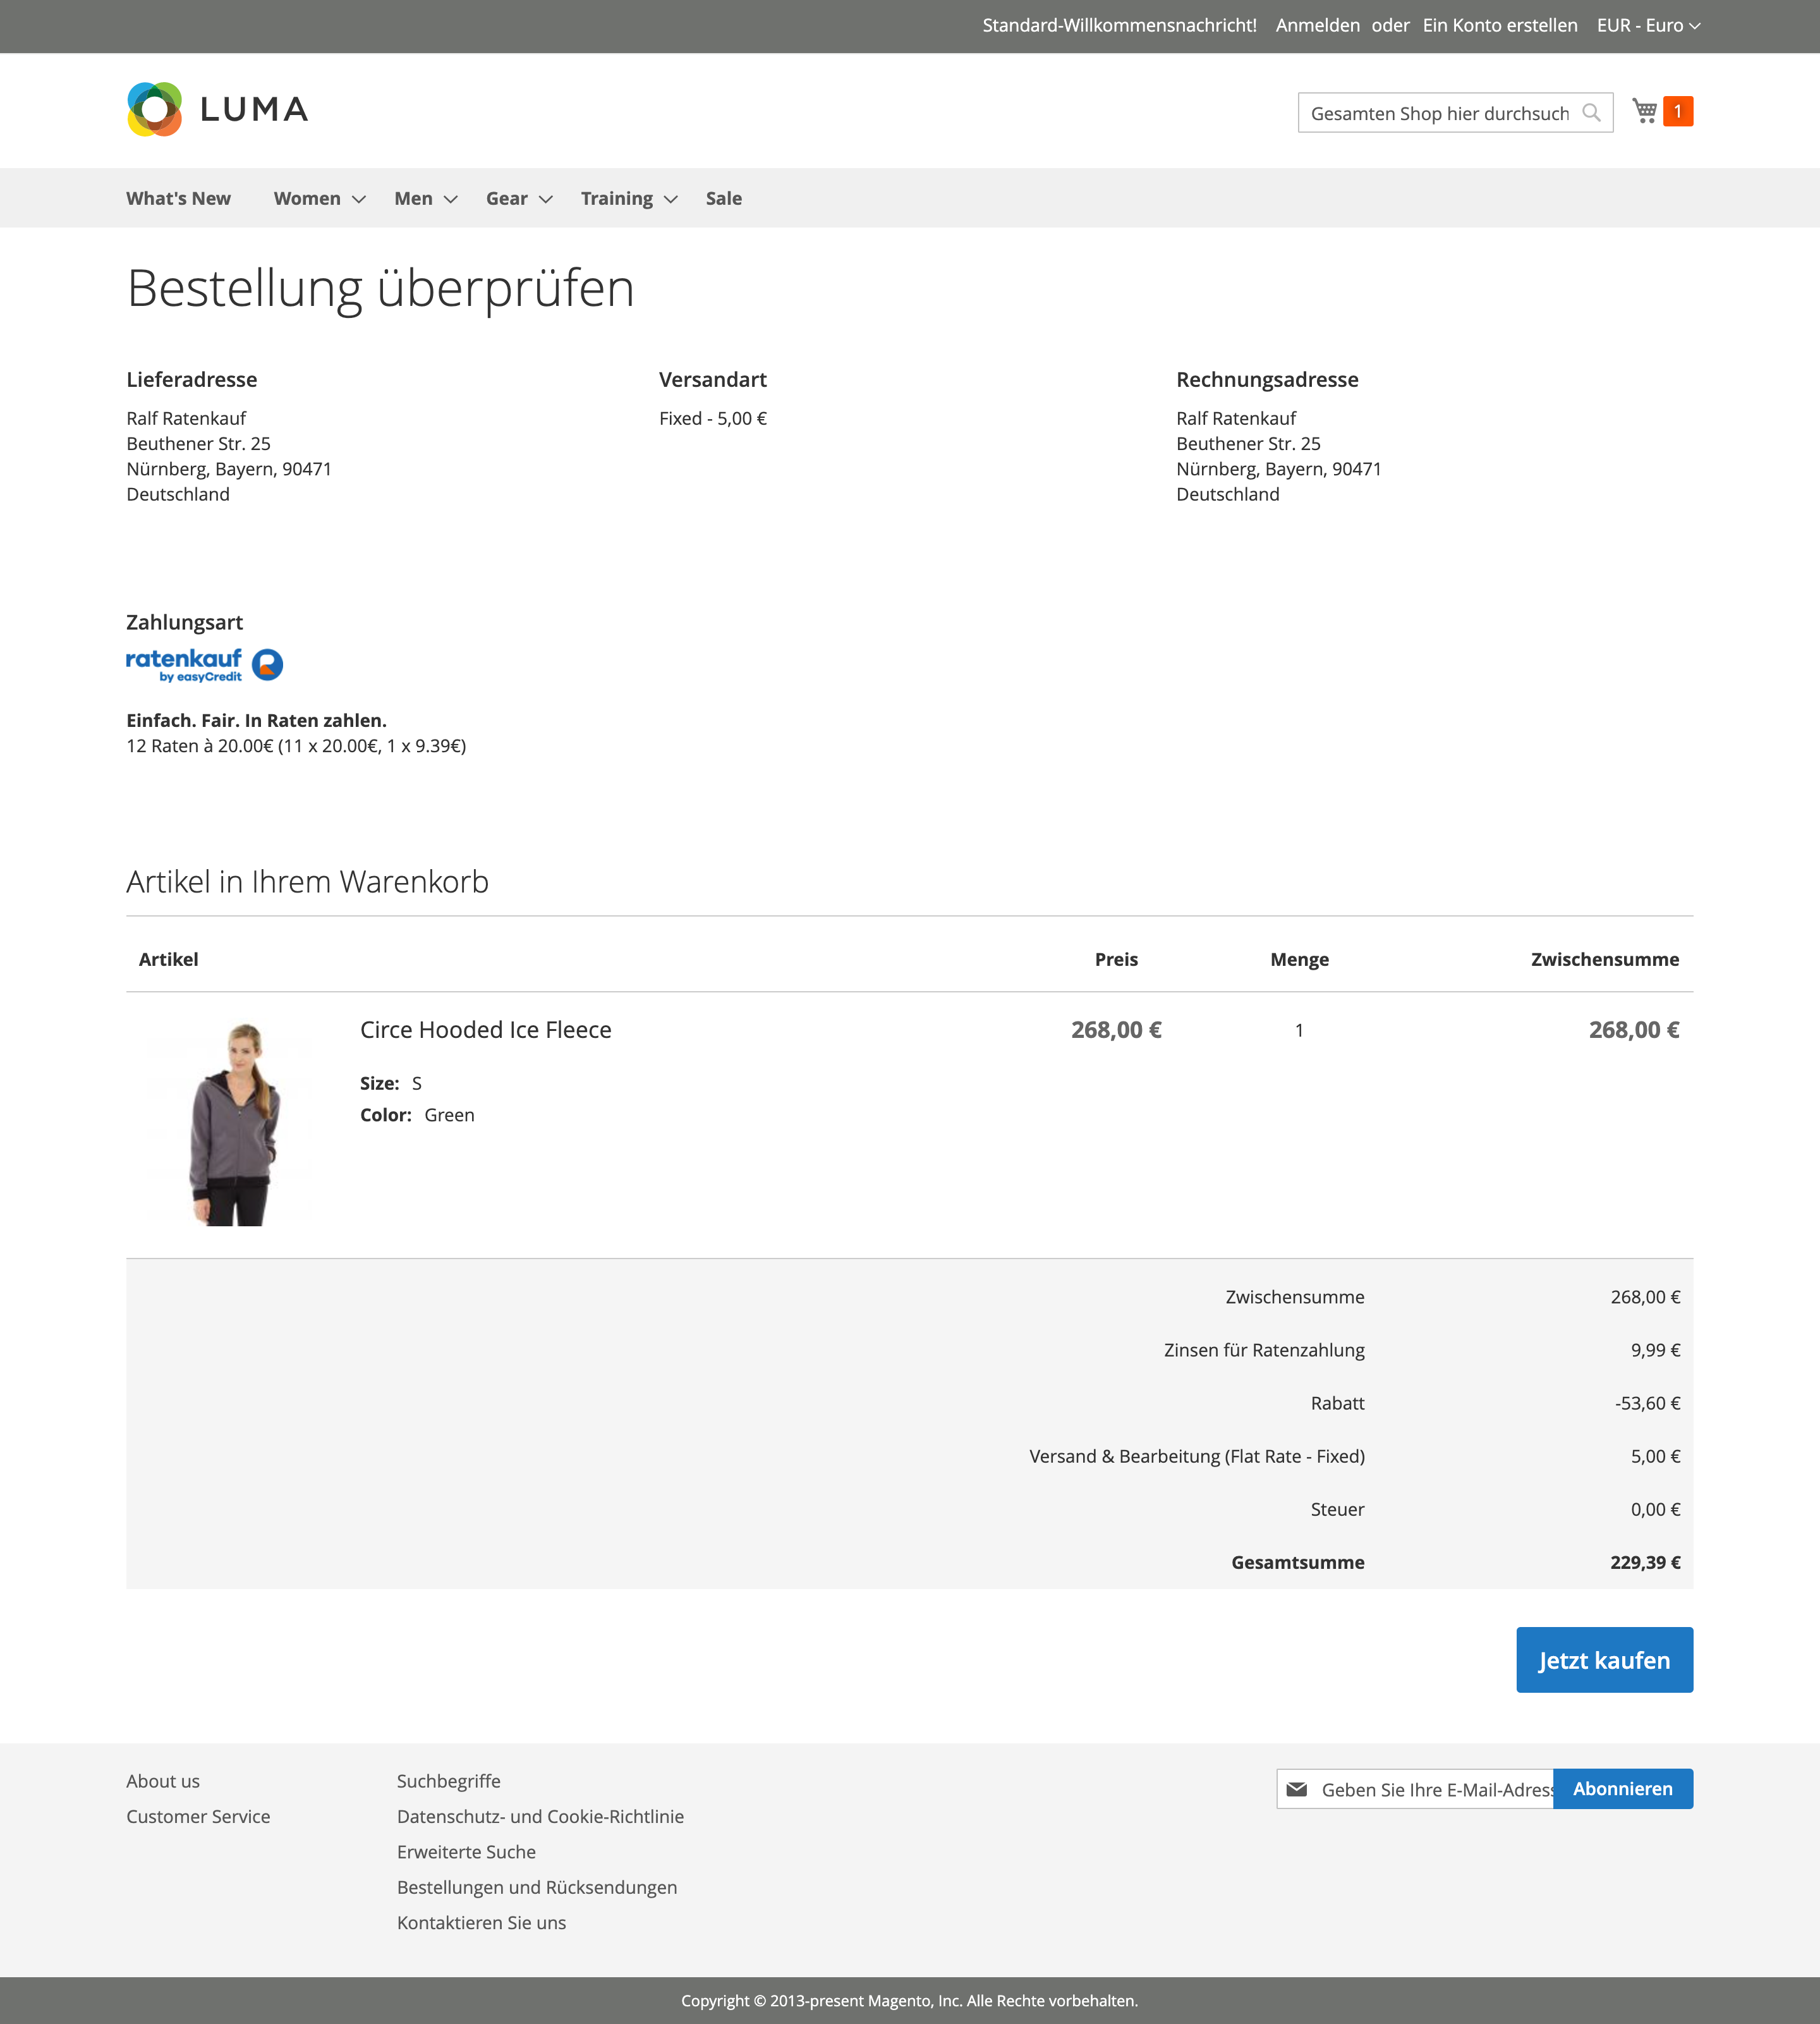 Standard-Willkommensnachricht! Anmelden oder Ein Konto erstellen EUR - Euro
LUMA
Gesamten Shop hier durchsuch
1
What's New Women Men Gear Training Sale
Bestellung überprüfen
Lieferadresse
Ralf Ratenkauf
Beuthener Str. 25
Nürnberg, Bayern, 90471
Deutschland
Versandart
Fixed - 5,00 €
Rechnungsadresse
Ralf Ratenkauf
Beuthener Str. 25
Nürnberg, Bayern, 90471
Deutschland
Zahlungsart
ratenkauf
by easyCredit
Einfach. Fair. In Raten zahlen.
12 Raten à 20.00€ (11 x 20.00€, 1 x 9.39€)
Artikel in Ihrem Warenkorb
Artikel Preis Menge Zwischensumme
Circe Hooded Ice Fleece 268,00 € 1 268,00 €
Size: S
Color: Green
Zwischensumme 268,00 €
Zinsen für Ratenzahlung 9,99 €
Rabatt -53,60 €
Versand & Bearbeitung (Flat Rate - Fixed) 5,00 €
Steuer 0,00 €
Gesamtsumme 229,39 €
Jetzt kaufen
About us
Customer Service
Suchbegriffe
Datenschutz- und Cookie-Richtlinie
Erweiterte Suche
Bestellungen und Rücksendungen
Kontaktieren Sie uns
Geben Sie Ihre E-Mail-Adress Abonnieren
Copyright © 2013-present Magento, Inc. Alle Rechte vorbehalten.